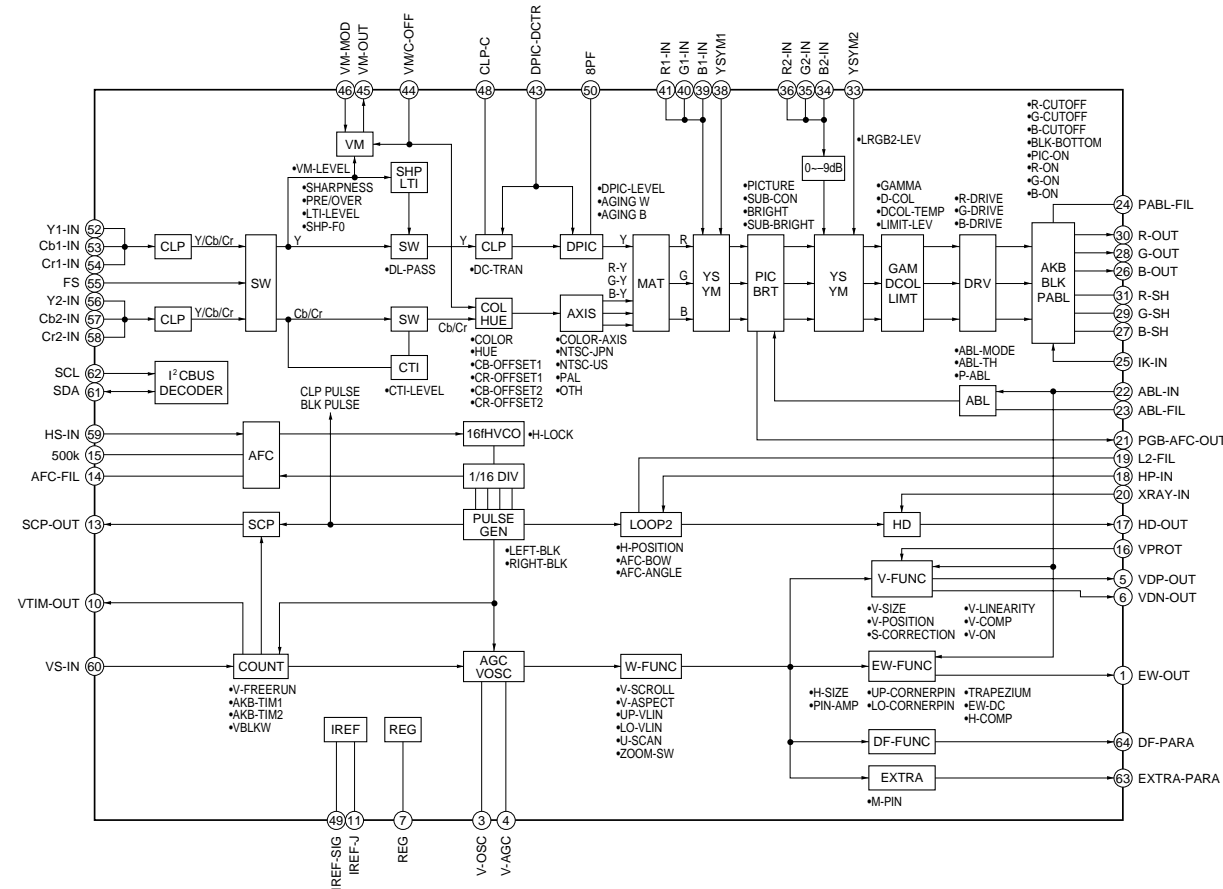 VM-MOD
VM-OUT
VM/C-OFF
CLP-C
DPIC-DCTR
8PF
R1-IN
G1-IN
B1-IN
YSYM1
R2-IN
G2-IN
B2-IN
YSYM2
46 45 44 48 43 50 41 40 39 38 36 35 34 33
•R-CUTOFF
•G-CUTOFF
•B-CUTOFF
•BLK-BOTTOM
•PIC-ON
•R-ON
•G-ON
•B-ON
VM
•VM-LEVEL
•SHARPNESS
•PRE/OVER
•LTI-LEVEL
•SHP-F0
SHP
LTI
•DPIC-LEVEL
•AGING W
•AGING B
0~–9dB
•LRGB2-LEV
•PICTURE
•SUB-CON
•BRIGHT
•SUB-BRIGHT
•GAMMA
•D-COL
•DCOL-TEMP
•LIMIT-LEV
•R-DRIVE
•G-DRIVE
•B-DRIVE
Y1-IN 52
Cb1-IN 53
Cr1-IN 54
FS 55
Y2-IN 56
Cb2-IN 57
Cr2-IN 58
CLP
Y/Cb/Cr
CLP
Y/Cb/Cr
SW
Y
SW
•DL-PASS
Y
CLP
•DC-TRAN
DPIC
Y
R-Y
G-Y
B-Y
MAT
R
G
B
YS
YM
PIC
BRT
YS
YM
GAM
DCOL
LIMT
DRV
AKB
BLK
PABL
24 PABL-FIL
30 R-OUT
28 G-OUT
26 B-OUT
31 R-SH
29 G-SH
27 B-SH
25 IK-IN
Cb/Cr
SW
Cb/Cr
COL
HUE
AXIS
•COLOR
•HUE
•CB-OFFSET1
•CR-OFFSET1
•CB-OFFSET2
•CR-OFFSET2
•COLOR-AXIS
•NTSC-JPN
•NTSC-US
•PAL
•OTH
CTI
•CTI-LEVEL
SCL 62
SDA 61
I2CBUS
DECODER
CLP PULSE
BLK PULSE
•ABL-MODE
•ABL-TH
•P-ABL
ABL
22 ABL-IN
23 ABL-FIL
21 PGB-AFC-OUT
19 L2-FIL
18 HP-IN
20 XRAY-IN
HS-IN 59
500k 15
AFC-FIL 14
AFC
16fHVCO
•H-LOCK
1/16 DIV
SCP-OUT 13
SCP
PULSE
GEN
•LEFT-BLK
•RIGHT-BLK
LOOP2
•H-POSITION
•AFC-BOW
•AFC-ANGLE
HD
17 HD-OUT
16 VPROT
V-FUNC
5 VDP-OUT
6 VDN-OUT
•V-SIZE
•V-POSITION
•S-CORRECTION
•V-LINEARITY
•V-COMP
•V-ON
VTIM-OUT 10
VS-IN 60
COUNT
•V-FREERUN
•AKB-TIM1
•AKB-TIM2
•VBLKW
AGC
VOSC
W-FUNC
•V-SCROLL
•V-ASPECT
•UP-VLIN
•LO-VLIN
•U-SCAN
•ZOOM-SW
EW-FUNC
1 EW-OUT
•H-SIZE
•PIN-AMP
•UP-CORNERPIN
•LO-CORNERPIN
•TRAPEZIUM
•EW-DC
•H-COMP
IREF
REG
DF-FUNC
64 DF-PARA
EXTRA
63 EXTRA-PARA
•M-PIN
49 11 7 3 4
IREF-SIG
IREF-J
REG
V-OSC
V-AGC